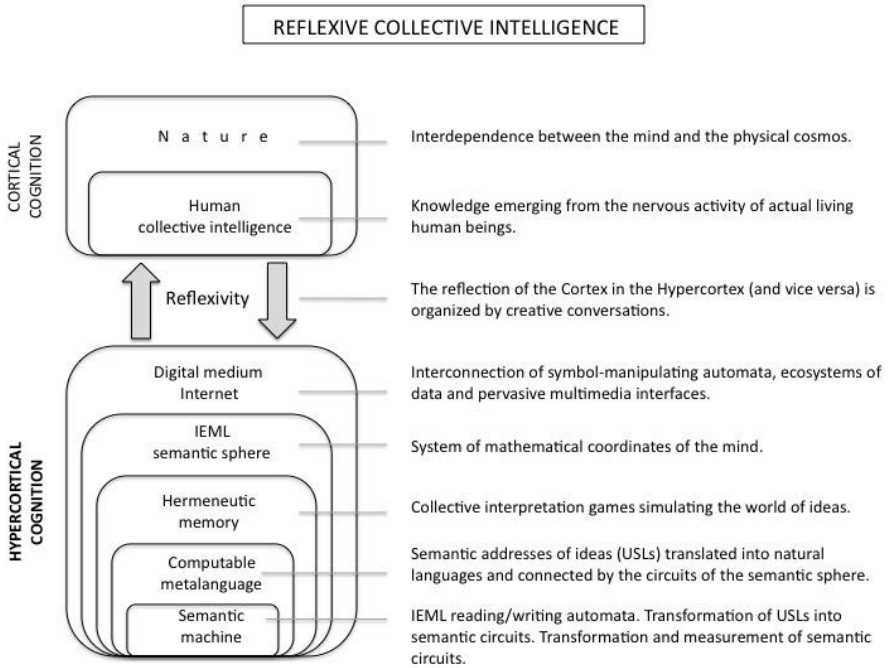 REFLEXIVE COLLECTIVE INTELLIGENCE
CORTICAL
COGNITION
N a t u r e
Interdependence between the mind and the physical cosmos.
Human
collective intelligence
Knowledge emerging from the nervous activity of actual living
human beings.
Reflexivity
The reflection of the Cortex in the Hypercortex (and vice versa) is
organized by creative conversations.
HYPERCORTICAL
COGNITION
Digital medium
Internet
Interconnection of symbol-manipulating automata, ecosystems of
data and pervasive multimedia interfaces.
IEML
semantic sphere
System of mathematical coordinates of the mind.
Hermeneutic
memory
Collective interpretation games simulating the world of ideas.
Computable
metalanguage
Semantic addresses of ideas (USLs) translated into natural
languages and connected by the circuits of the semantic sphere.
Semantic
machine
IEML reading/writing automata. Transformation of USLs into
semantic circuits. Transformation and measurement of semantic
circuits.